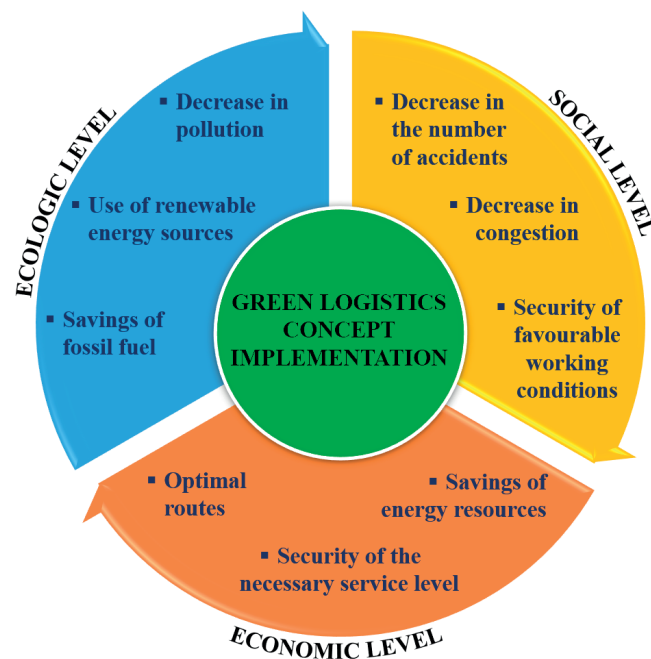 ECOLOGIC LEVEL
▪ Decrease in
pollution
▪ Use of renewable
energy sources
▪ Savings of
fossil fuel
SOCIAL LEVEL
▪ Decrease in
the number
of accidents
▪ Decrease in
congestion
▪ Security of
favourable
working
conditions
GREEN LOGISTICS
CONCEPT
IMPLEMENTATION
▪ Optimal
routes
▪ Savings of
energy resources
▪ Security of the
necessary service level
ECONOMIC LEVEL